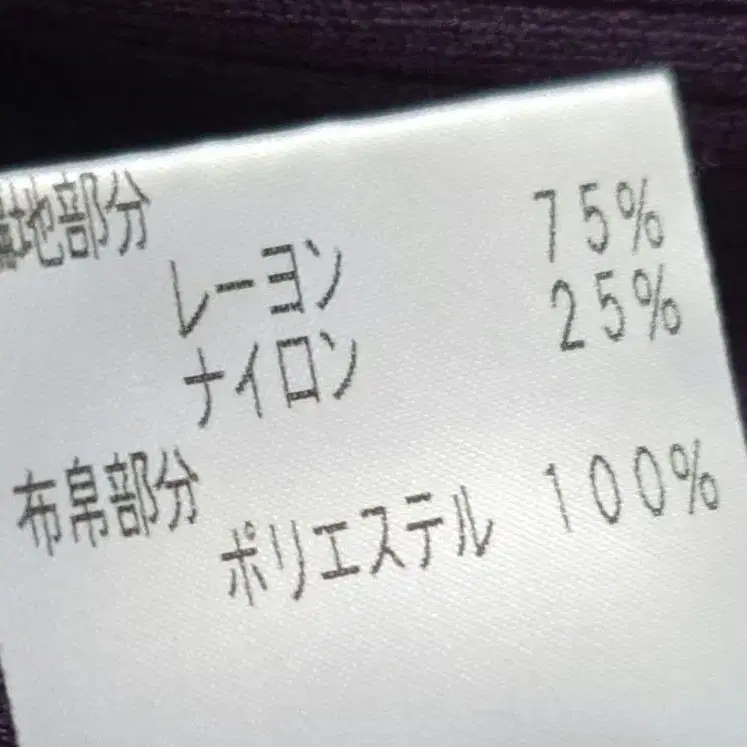 地部分
レーヨン 75%
ナイロン 25%
布帛部分
ポリエステル 100%